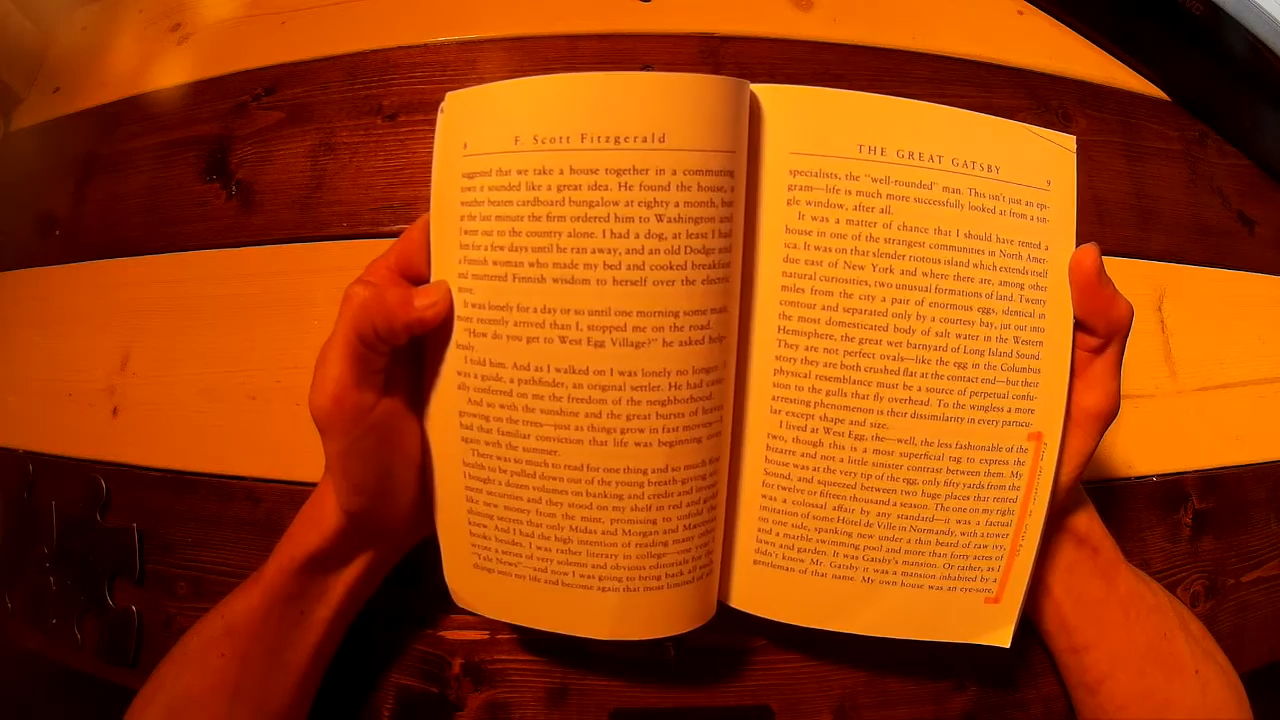 8
F. Scott Fitzgerald
suggested that we take a house together in a commuting
town it sounded like a great idea. He found the house, a
weather beaten cardboard bungalow at eighty a month, but
at the last minute the firm ordered him to Washington and
I went out to the country alone. I had a dog, at least I had
him for a few days until he ran away, and an old Dodge and
a Finnish woman who made my bed and cooked breakfast
and muttered Finnish wisdom to herself over the electric
stove.
It was lonely for a day or so until one morning some man,
more recently arrived than I, stopped me on the road.
"How do you get to West Egg Village?" he asked help-
lessly.
I told him. And as I walked on I was lonely no longer. I
was a guide, a pathfinder, an original settler. He had casu-
ally conferred on me the freedom of the neighborhood.
And so with the sunshine and the great bursts of leaves
growing on the trees—just as things grow in fast movies—I
had that familiar conviction that life was beginning over
again with the summer.
There was so much to read for one thing and so much fine
health to be pulled down out of the young breath-giving air.
I bought a dozen volumes on banking and credit and invest-
ment securities and they stood on my shelf in red and gold
like new money from the mint, promising to unfold the
shining secrets that only Midas and Morgan and Mæcenas
knew. And I had the high intention of reading many other
books besides. I was rather literary in college—one year I
wrote a series of very solemn and obvious editorials for the
"Yale News"—and now I was going to bring back all such
things into my life and become again that most limited of all
THE GREAT GATSBY
9
specialists, the "well-rounded" man. This isn't just an epi-
gram—life is much more successfully looked at from a sin-
gle window, after all.
It was a matter of chance that I should have rented a
house in one of the strangest communities in North Amer-
ica. It was on that slender riotous island which extends itself
due east of New York and where there are, among other
natural curiosities, two unusual formations of land. Twenty
miles from the city a pair of enormous eggs, identical in
contour and separated only by a courtesy bay, jut out into
the most domesticated body of salt water in the Western
Hemisphere, the great wet barnyard of Long Island Sound.
They are not perfect ovals—like the egg in the Columbus
story they are both crushed flat at the contact end—but their
physical resemblance must be a source of perpetual confu-
sion to the gulls that fly overhead. To the wingless a more
arresting phenomenon is their dissimilarity in every particu-
lar except shape and size.
I lived at West Egg, the—well, the less fashionable of the
two, though this is a most superficial tag to express the
bizarre and not a little sinister contrast between them. My
house was at the very tip of the egg, only fifty yards from the
Sound, and squeezed between two huge places that rented
for twelve or fifteen thousand a season. The one on my right
was a colossal affair by any standard—it was a factual
imitation of some Hôtel de Ville in Normandy, with a tower
on one side, spanking new under a thin beard of raw ivy,
and a marble swimming pool and more than forty acres of
lawn and garden. It was Gatsby's mansion. Or rather, as I
didn't know Mr. Gatsby it was a mansion inhabited by a
gentleman of that name. My own house was an eye-sore,